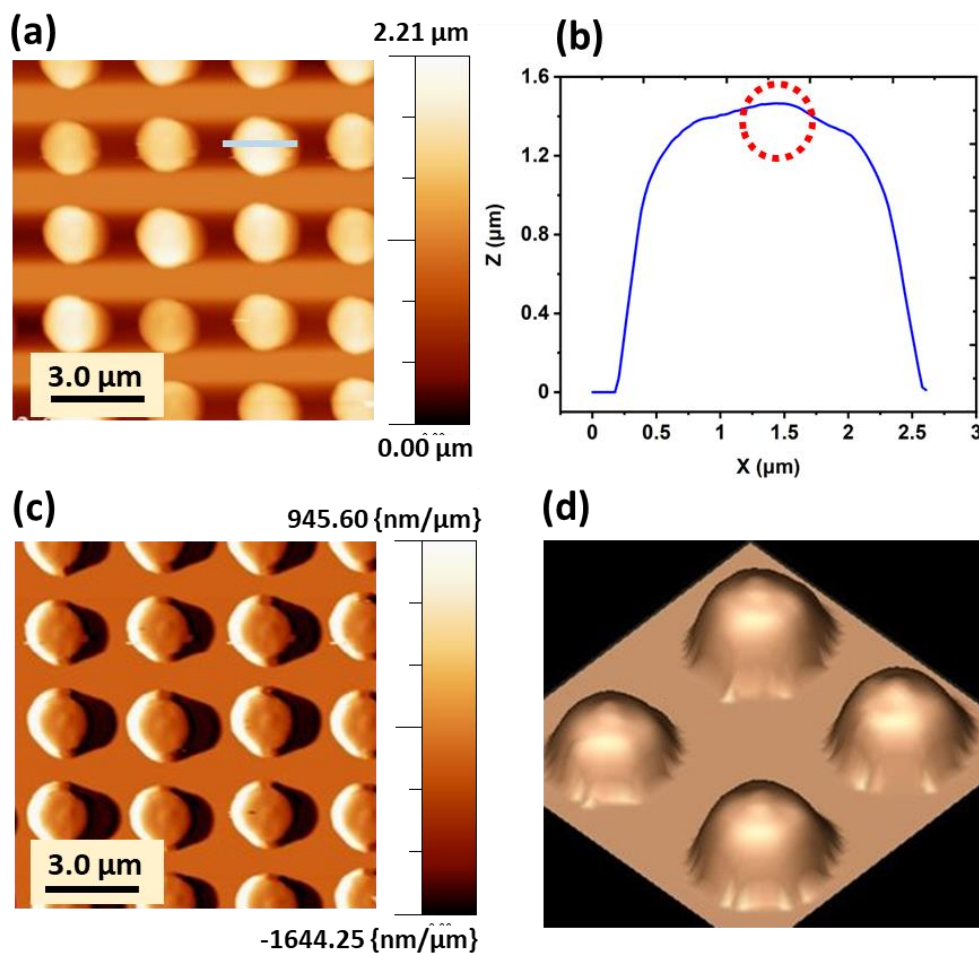 (a)
2.21 µm
3.0 µm
0.00 µm
(b)
1.6
1.2
0.8
0.4
0
Z (µm)
0
0.5
1
1.5
2
2.5
3
X (µm)
(c)
945.60 {nm/µm}
3.0 µm
-1644.25 {nm/µm}
(d)